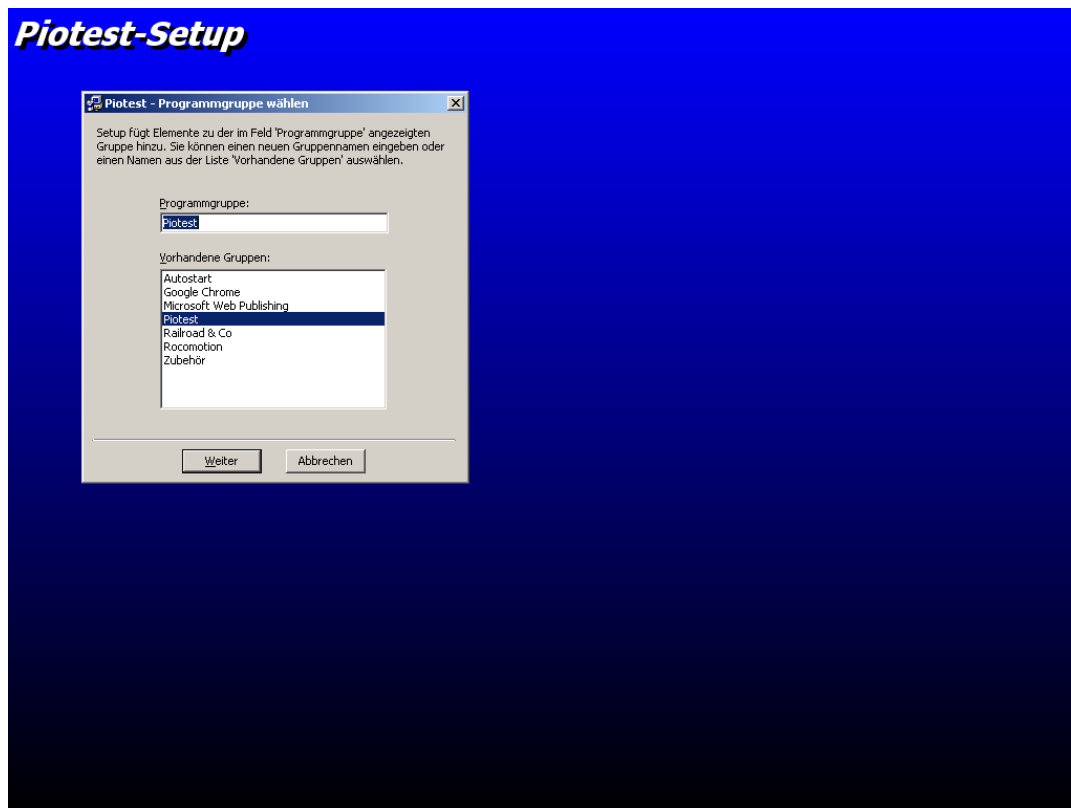 Piotest-Setup
Piotest - Programmgruppe wählen
Setup fügt Elemente zu der im Feld 'Programmgruppe' angezeigten
Gruppe hinzu. Sie können einen neuen Gruppennamen eingeben oder
einen Namen aus der Liste 'Vorhandene Gruppen' auswählen.
Programmgruppe:
Piotest
Vorhandene Gruppen:
Autostart
Google Chrome
Microsoft Web Publishing
Piotest
Railroad & Co
Rocomotion
Zubehör
Weiter Abbrechen